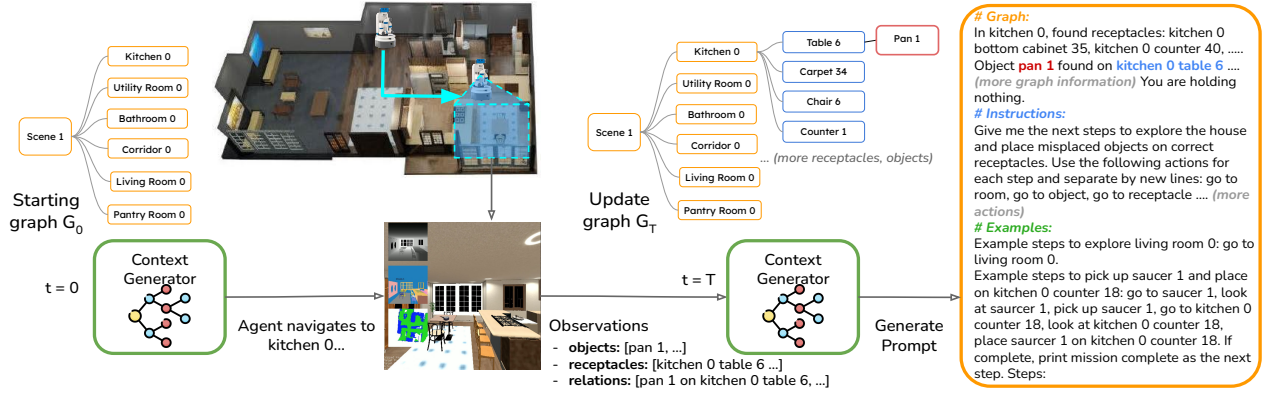 Scene 1
Kitchen 0
Utility Room 0
Bathroom 0
Corridor 0
Living Room 0
Pantry Room 0
Starting
graph G0
t = 0
Context
Generator
Agent navigates to
kitchen 0...
Observations
- objects: [pan 1, ...]
- receptacles: [kitchen 0 table 6 ...]
- relations: [pan 1 on kitchen 0 table 6, ...]
Scene 1
Kitchen 0
Utility Room 0
Bathroom 0
Corridor 0
Living Room 0
Pantry Room 0
Table 6
Carpet 34
Chair 6
Counter 1
Pan 1
... (more receptacles, objects)
Update
graph GT
t = T
Context
Generator
Generate
Prompt
# Graph:
In kitchen 0, found receptacles: kitchen 0
bottom cabinet 35, kitchen 0 counter 40, .....
Object pan 1 found on kitchen 0 table 6 ....
(more graph information) You are holding
nothing.
# Instructions:
Give me the next steps to explore the house
and place misplaced objects on correct
receptacles. Use the following actions for
each step and separate by new lines: go to
room, go to object, go to receptacle .... (more
actions)
# Examples:
Example steps to explore living room 0: go to
living room 0.
Example steps to pick up saucer 1 and place
on kitchen 0 counter 18: go to saucer 1, look
at saurcer 1, pick up saucer 1, go to kitchen 0
counter 18, look at kitchen 0 counter 18,
place saurcer 1 on kitchen 0 counter 18. If
complete, print mission complete as the next
step. Steps: